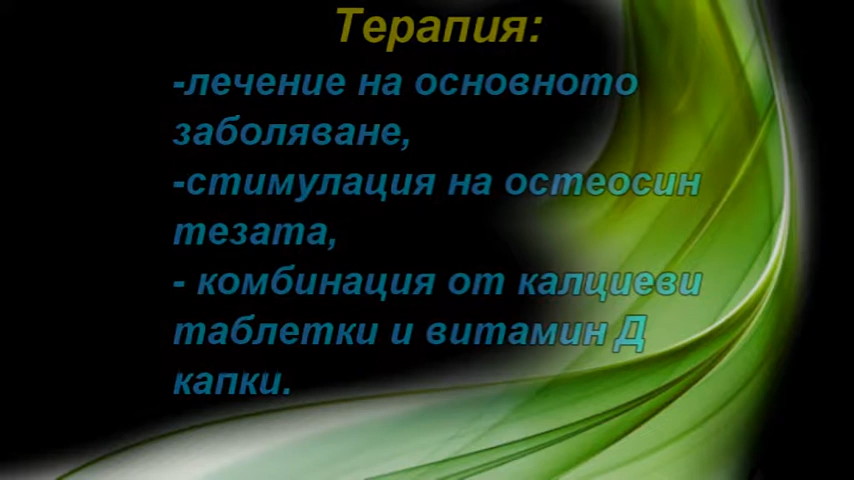 Терапия:
-лечение на основното
заболяване,
-стимулация на остеосин
тезата,
- комбинация от калциеви
таблетки и витамин Д
капки.